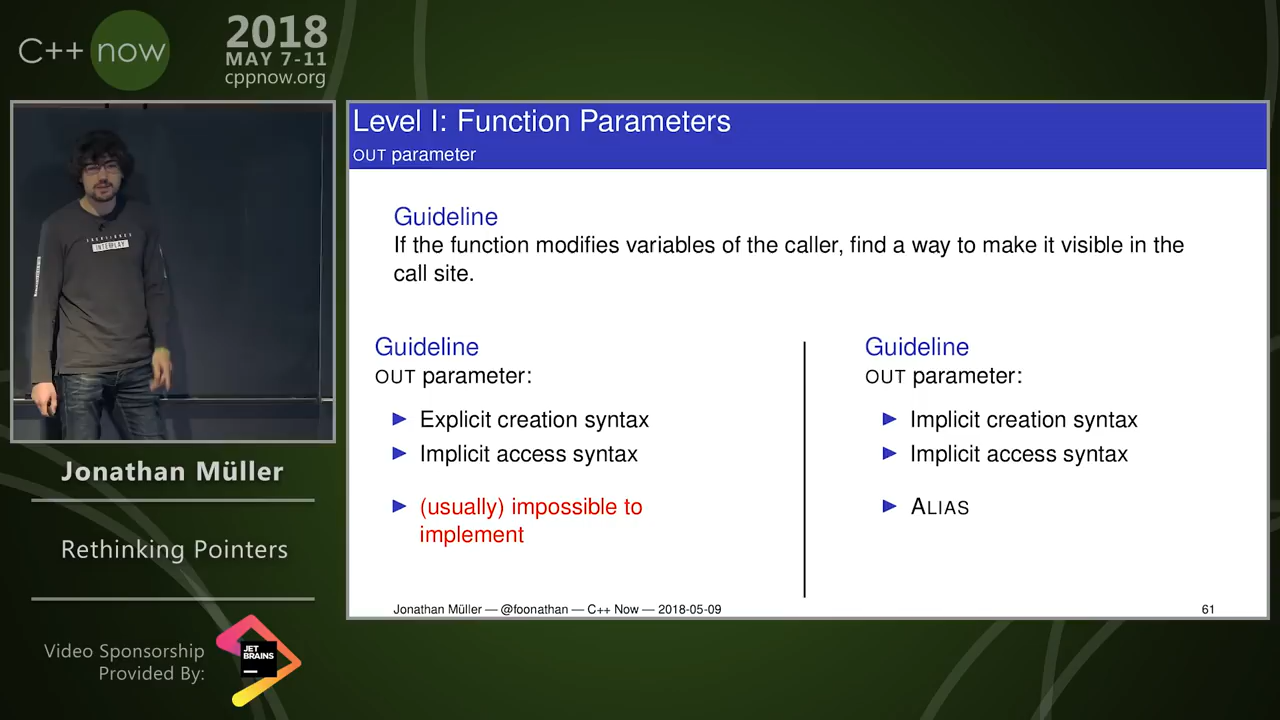 C++ now
2018
MAY 7-11
cppnow.org
INTERPLAY
Jonathan Müller
Rethinking Pointers
Video Sponsorship
Provided By:
JET
BRAINS
Level I: Function Parameters
OUT parameter
Guideline
If the function modifies variables of the caller, find a way to make it visible in the
call site.
Guideline
OUT parameter:
Explicit creation syntax
Implicit access syntax
(usually) impossible to
implement
Guideline
OUT parameter:
Implicit creation syntax
Implicit access syntax
ALIAS
Jonathan Müller — @foonathan — C++ Now — 2018-05-09
61